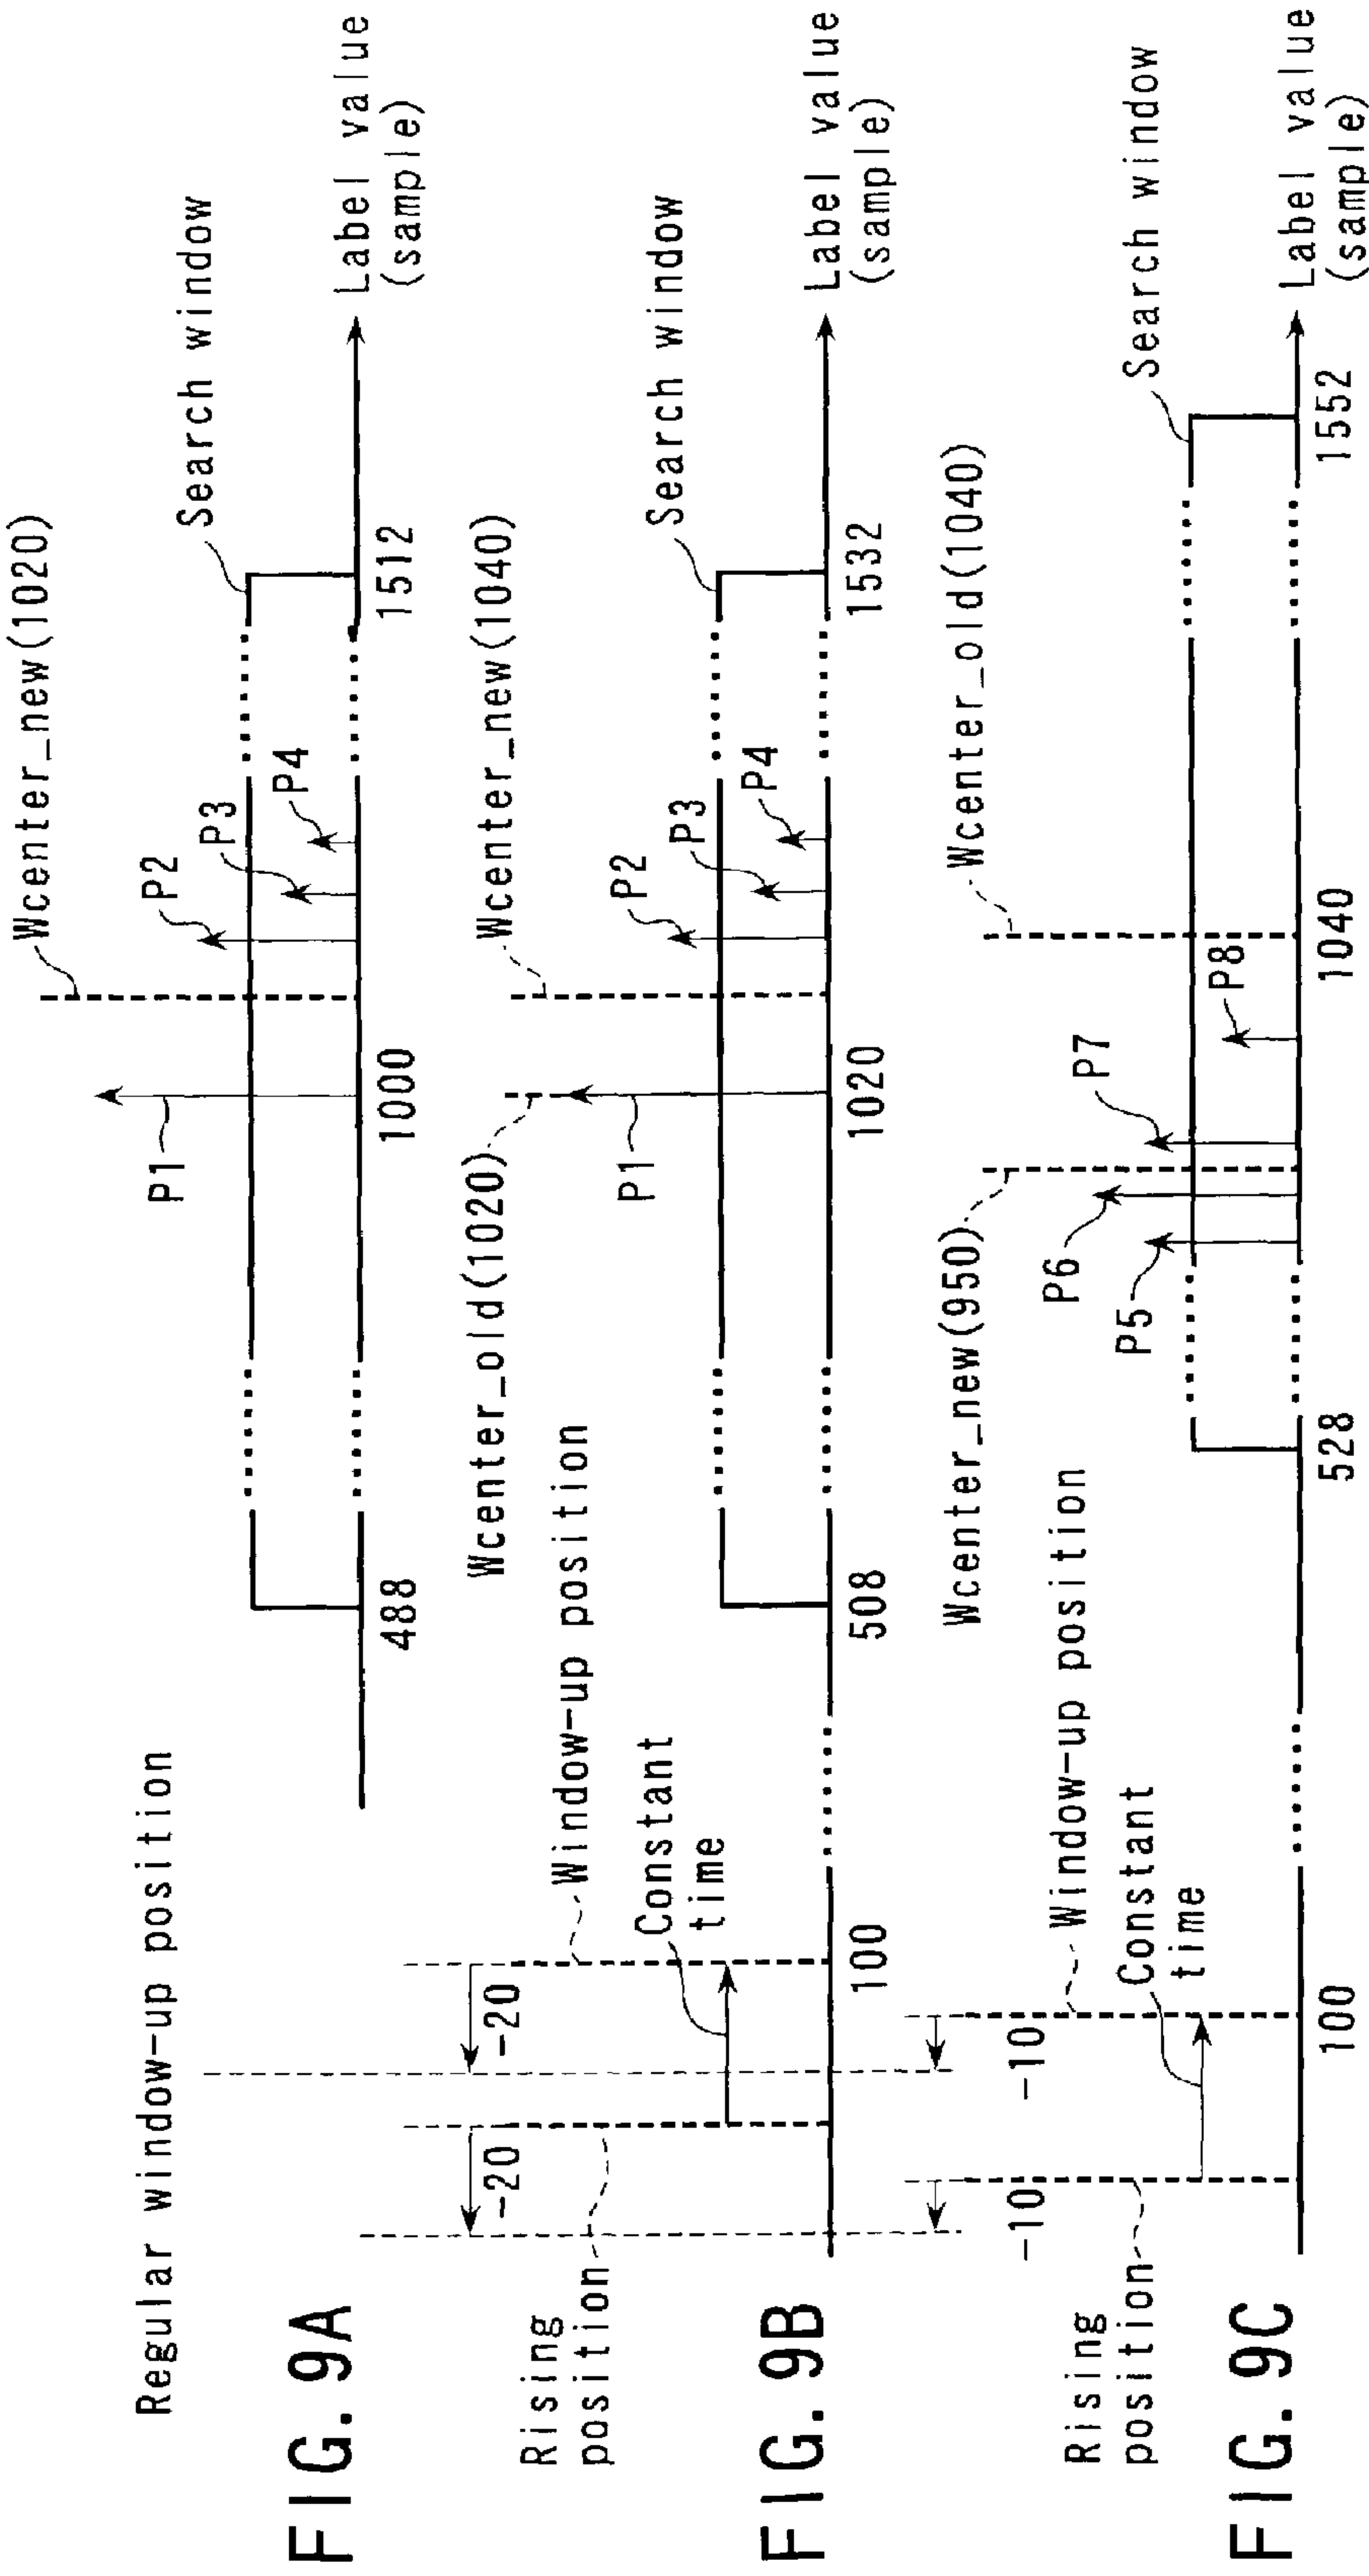 Regular window-up position
Wcenter_new(1020)
P1
P2
P3
P4
Search window
488
1000
1512
Label value
(sample)
FIG. 9A
Wcenter_old(1020)
Wcenter_new(1040)
Window-up position
Rising
position
-20
-20
Constant
time
P1
P2
P3
P4
Search window
100
508
1020
1532
Label value
(sample)
FIG. 9B
Wcenter_new(950)
Wcenter_old(1040)
Window-up position
Rising
position
-10
-10
Constant
time
P5
P6
P7
P8
Search window
100
528
1040
1552
Label value
(sample)
FIG. 9C